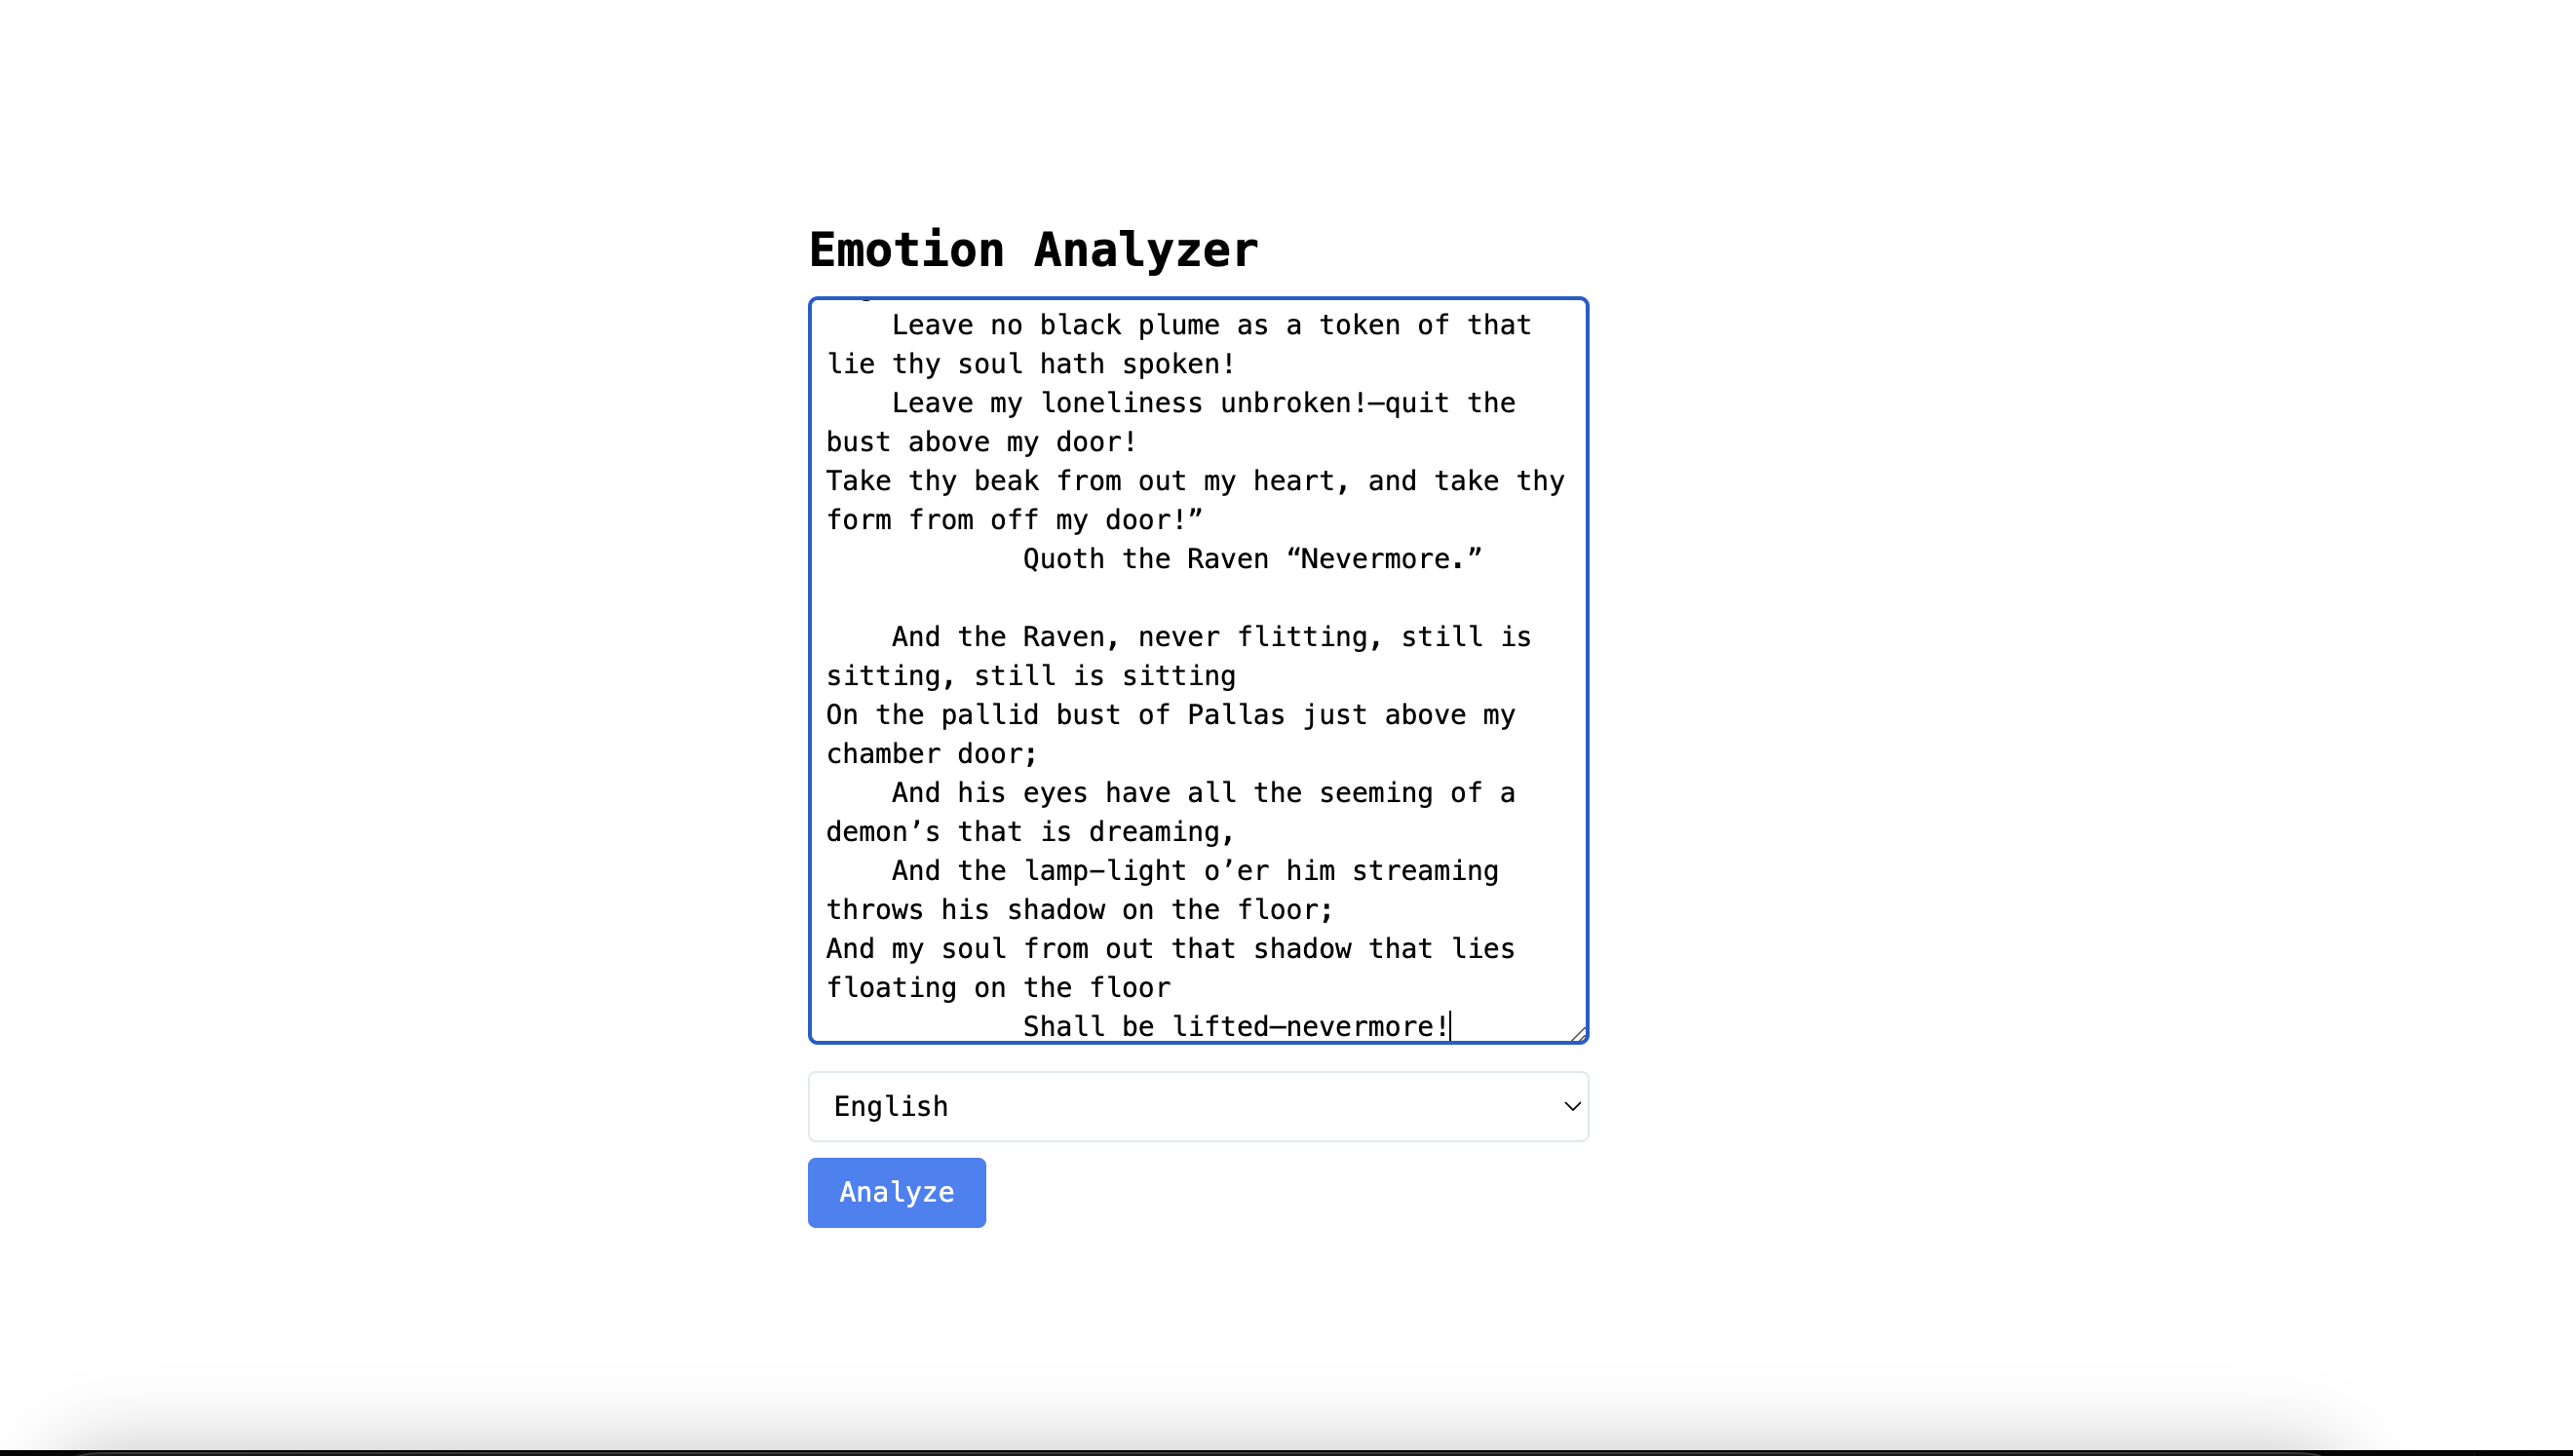 Emotion Analyzer
Leave no black plume as a token of that
lie thy soul hath spoken!
Leave my loneliness unbroken!—quit the
bust above my door!
Take thy beak from out my heart, and take thy
form from off my door!”
Quoth the Raven “Nevermore.”
And the Raven, never flitting, still is
sitting, still is sitting
On the pallid bust of Pallas just above my
chamber door;
And his eyes have all the seeming of a
demon’s that is dreaming,
And the lamp-light o’er him streaming
throws his shadow on the floor;
And my soul from out that shadow that lies
floating on the floor
Shall be lifted—nevermore!
English
Analyze